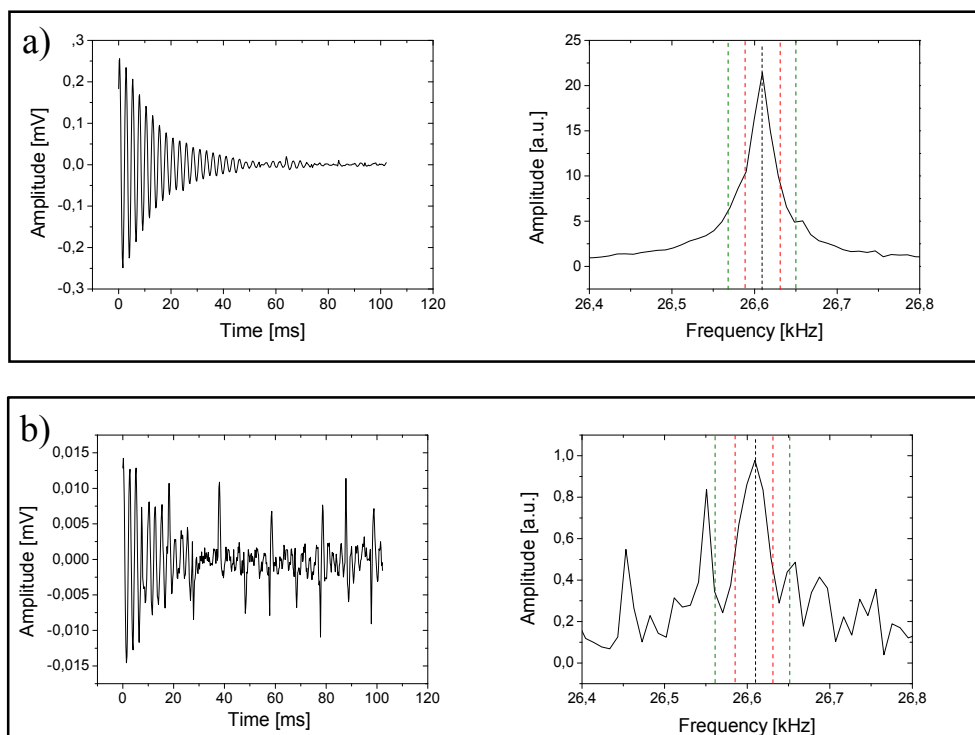 a)
,3
0,2
0,1
0,0
-0,1
-0,2
-0,3
0 20 40 60 80 100 120
Amplitude [mV]
Time [ms]
25
20
15
10
5
0
26,4 26,5 26,6 26,7 26,8
Amplitude [a.u.]
Frequency [kHz]
b)
0,015
0,010
0,005
0,000
-0,005
-0,010
-0,015
0 20 40 60 80 100 120
Amplitude [mV]
Time [ms]
1,0
0,8
0,6
0,4
0,2
0,0
26,4 26,5 26,6 26,7 26,8
Amplitude [a.u.]
Frequency [kHz]